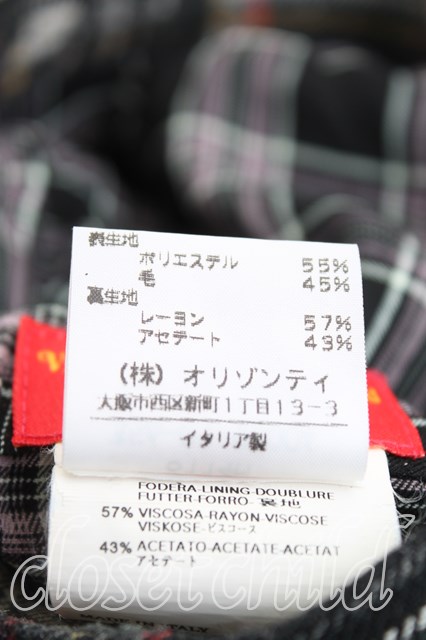 表生地
ポリエステル 55%
毛 45%
裏生地
レーヨン 57%
アセテート 43%
(株) オリゾンティ
大阪市西区新町1丁目13-3
イタリア製
FODERA-LINING-DOUBLURE
FUTTER-FORRO-裏地
57% VISCOSA-RAYON-VISCOSE
VISKOSE-ビスコース
43% ACETATO-ACETATE-ACETAT
アセテート
closet child
ITALY